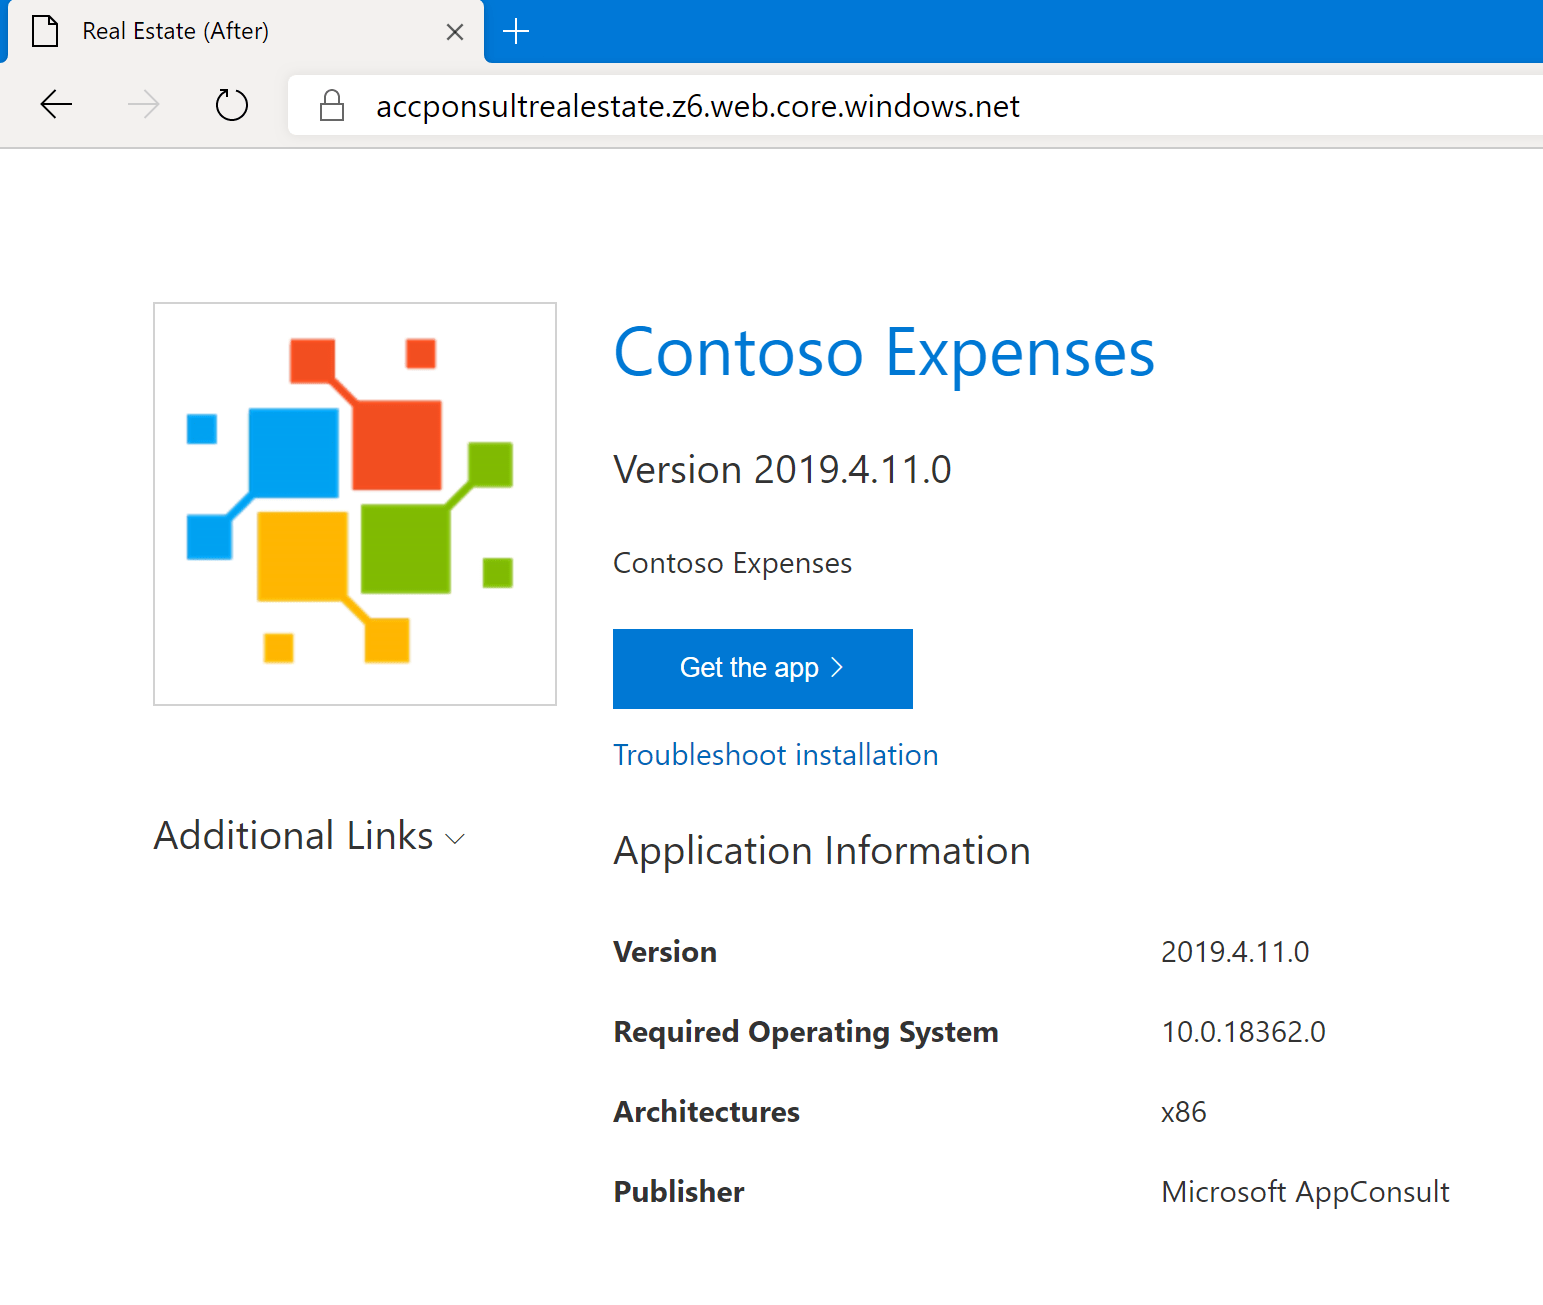 Real Estate (After)
accponsultrealestate.z6.web.core.windows.net
Contoso Expenses
Version 2019.4.11.0
Contoso Expenses
Get the app
Troubleshoot installation
Additional Links
Application Information
Version 2019.4.11.0
Required Operating System 10.0.18362.0
Architectures x86
Publisher Microsoft AppConsult